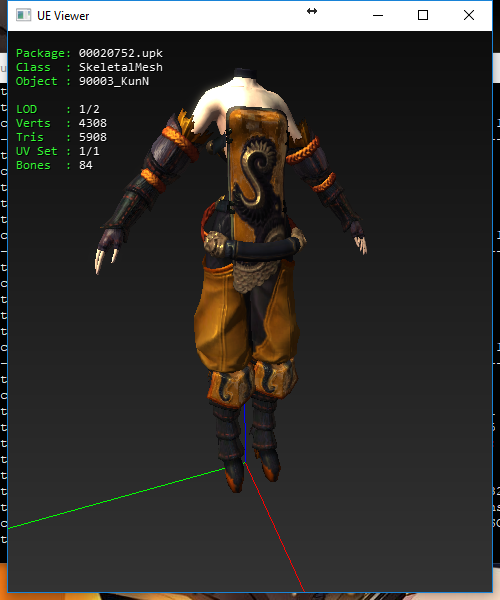 UE Viewer
Package: 00020752.upk
Class  : SkeletalMesh
Object : 90003_KunN
LOD    : 1/2
Verts  : 4308
Tris   : 5908
UV Set : 1/1
Bones  : 84